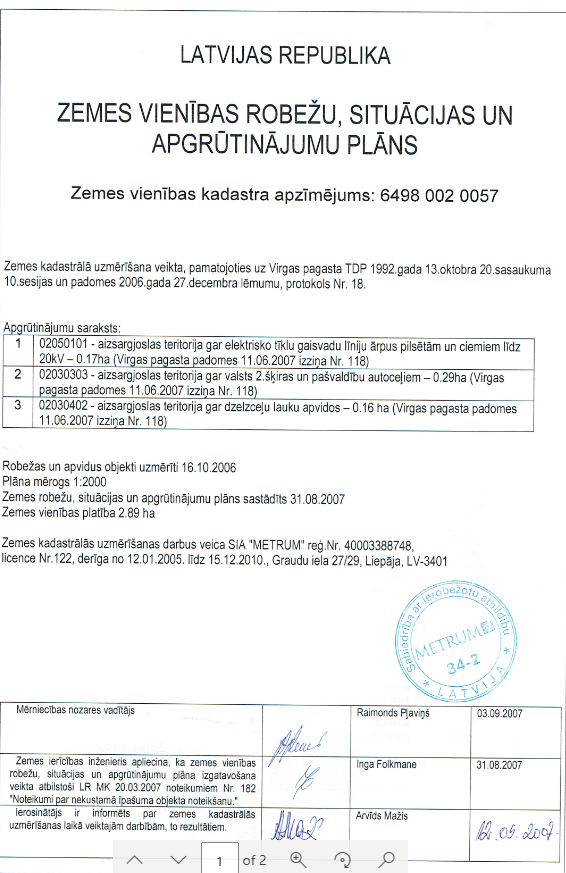 LATVIJAS REPUBLIKA
ZEMES VIENĪBAS ROBEŽU, SITUĀCIJAS UN
APGRŪTINĀJUMU PLĀNS
Zemes vienības kadastra apzīmējums: 6498 002 0057
Zemes kadastrālā uzmērīšana veikta, pamatojoties uz Virgas pagasta TDP 1992.gada 13.oktobra 20.sasaukuma
10.sesijas un padomes 2006.gada 27.decembra lēmumu, protokols Nr. 18.
Apgrūtinājumu saraksts:
1 02050101 - aizsargjoslas teritorija gar elektrisko tīklu gaisvadu līniju ārpus pilsētām un ciemiem līdz
20kV – 0.17ha (Virgas pagasta padomes 11.06.2007 izziņa Nr. 118)
2 02030303 - aizsargjoslas teritorija gar valsts 2.šķiras un pašvaldību autoceļiem – 0.29ha (Virgas
pagasta padomes 11.06.2007 izziņa Nr. 118)
3 02030402 - aizsargjoslas teritorija gar dzelzceļu lauku apvidos – 0.16 ha (Virgas pagasta padomes
11.06.2007 izziņa Nr. 118)
Robežas un apvidus objekti uzmērīti 16.10.2006
Plāna mērogs 1:2000
Zemes robežu, situācijas un apgrūtinājumu plāns sastādīts 31.08.2007
Zemes vienības platība 2.89 ha
Zemes kadastrālās uzmērīšanas darbus veica SIA "METRUM" reģ.Nr. 40003388748,
licence Nr.122, derīga no 12.01.2005. līdz 15.12.2010., Graudu iela 27/29, Liepāja, LV-3401
Sabiedrība ar ierobežotu atbildību
METRUM
34-2
* LATVIJA *
Mērniecības nozares vadītājs Raimonds Pļaviņš 03.09.2007
Zemes ierīcības inženieris apliecina, ka zemes vienības Inga Folkmane 31.08.2007
robežu, situācijas un apgrūtinājumu plāna izgatavošana
veikta atbilstoši LR MK 20.03.2007 noteikumiem Nr. 182
"Noteikumi par nekustamā īpašuma objekta noteikšanu."
Ierosinātājs ir informēts par zemes kadastrālās Arvīds Mažis
uzmērīšanas laikā veiktajām darbībām, to rezultātiem. 12.09.2007
1 of 2